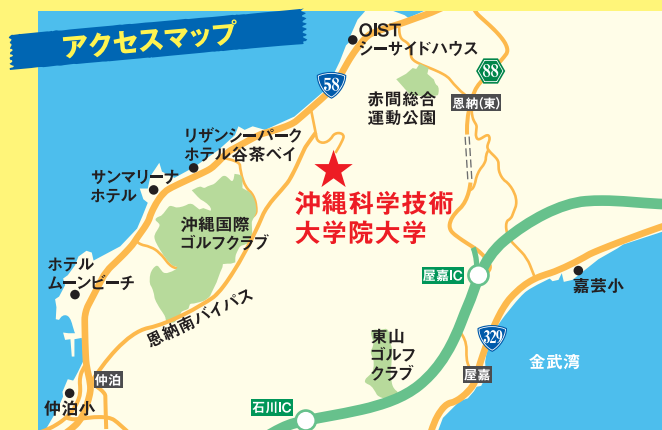 アクセスマップ
OIST
シーサイドハウス
58
88
赤間総合
運動公園
恩納(東)
リザンシーパーク
ホテル谷茶ベイ
サンマリーナ
ホテル
沖縄科学技術
大学院大学
沖縄国際
ゴルフクラブ
ホテル
ムーンビーチ
屋嘉IC
嘉芸小
恩納南バイパス
東山
ゴルフ
クラブ
329
金武湾
仲泊
屋嘉
仲泊小
石川IC